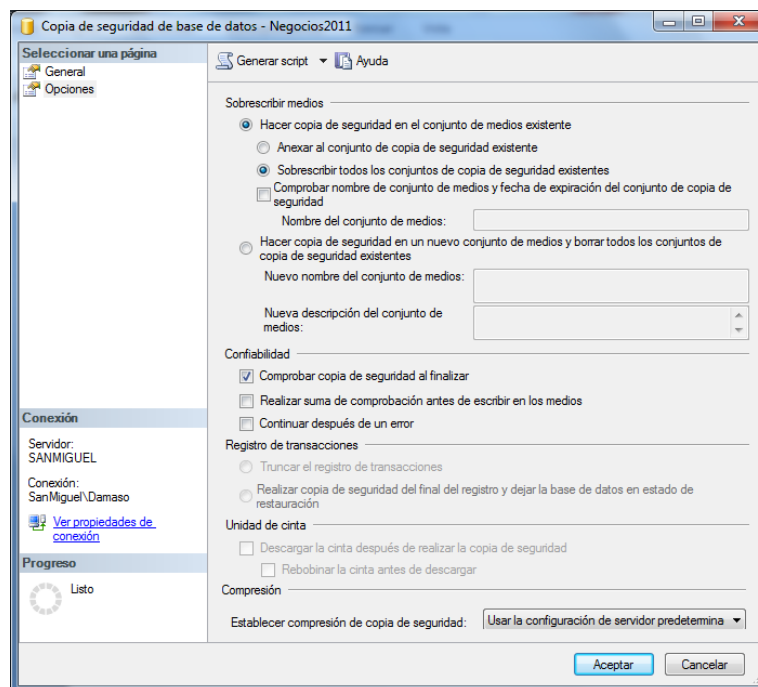 Copia de seguridad de base de datos - Negocios2011
Seleccionar una página
General
Opciones
Generar script
Ayuda
Sobrescribir medios
Hacer copia de seguridad en el conjunto de medios existente
Anexar al conjunto de copia de seguridad existente
Sobrescribir todos los conjuntos de copia de seguridad existentes
Comprobar nombre de conjunto de medios y fecha de expiración del conjunto de copia de
seguridad
Nombre del conjunto de medios:
Hacer copia de seguridad en un nuevo conjunto de medios y borrar todos los conjuntos de
copia de seguridad existentes
Nuevo nombre del conjunto de medios:
Nueva descripción del conjunto de
medios:
Confiabilidad
Comprobar copia de seguridad al finalizar
Realizar suma de comprobación antes de escribir en los medios
Continuar después de un error
Registro de transacciones
Truncar el registro de transacciones
Realizar copia de seguridad del final del registro y dejar la base de datos en estado de
restauración
Unidad de cinta
Descargar la cinta después de realizar la copia de seguridad
Rebobinar la cinta antes de descargar
Compresión
Establecer compresión de copia de seguridad:
Usar la configuración de servidor predetermina
Conexión
Servidor:
SANMIGUEL
Conexión:
SanMiguel\Damaso
Ver propiedades de
conexión
Progreso
Listo
Aceptar
Cancelar